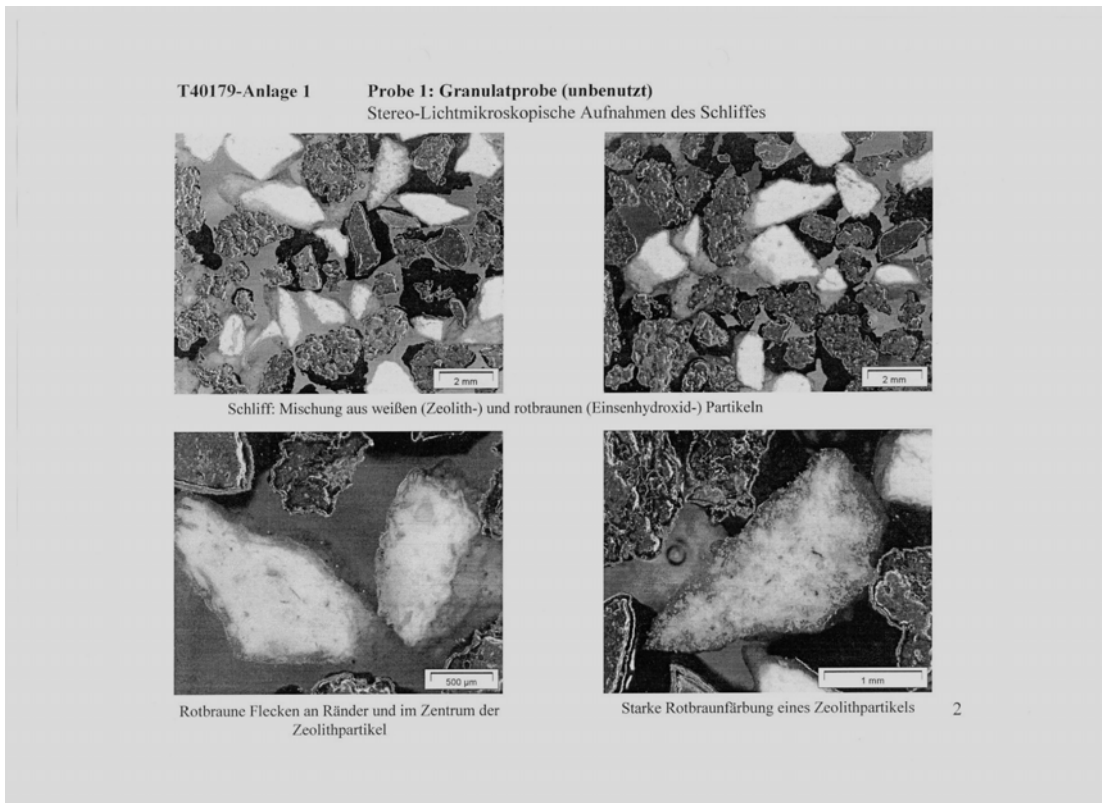 T40179-Anlage 1 Probe 1: Granulatprobe (unbenutzt)
Stereo-Lichtmikroskopische Aufnahmen des Schliffes
2 mm
2 mm
Schliff: Mischung aus weißen (Zeolith-) und rotbraunen (Einsenhydroxid-) Partikeln
500 µm
1 mm
Rotbraune Flecken an Ränder und im Zentrum der
Zeolithpartikel
Starke Rotbraunfärbung eines Zeolithpartikels
2